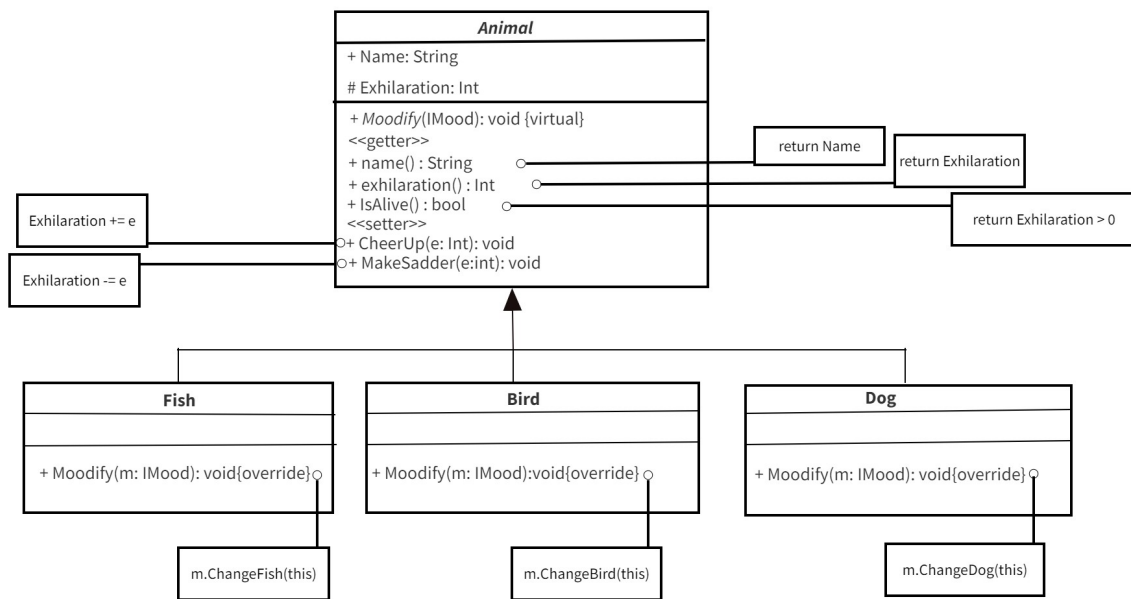 Animal
+ Name: String
# Exhilaration: Int
+ Moodify(IMood): void {virtual}
<<getter>>
+ name() : String
return Name
+ exhilaration() : Int
return Exhilaration
+ IsAlive() : bool
return Exhilaration > 0
<<setter>>
Exhilaration += e
+ CheerUp(e: Int): void
+ MakeSadder(e:int): void
Exhilaration -= e
Fish
+ Moodify(m: IMood): void{override}
m.ChangeFish(this)
Bird
+ Moodify(m: IMood):void{override}
m.ChangeBird(this)
Dog
+ Moodify(m: IMood): void{override}
m.ChangeDog(this)